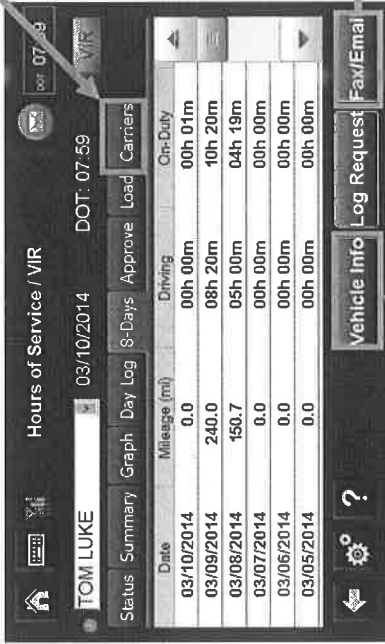 Hours of Service / VIR
DOT 07:59
TOM LUKE 03/10/2014 DOT: 07:59 VIR
Status Summary Graph Day Log 8-Days Approve Load Carriers
Date Mileage (mi) Driving On-Duty
03/10/2014 0.0 00h 00m 00h 01m
03/09/2014 240.0 08h 20m 10h 20m
03/08/2014 150.7 05h 00m 04h 19m
03/07/2014 0.0 00h 00m 00h 00m
03/06/2014 0.0 00h 00m 00h 00m
03/05/2014 0.0 00h 00m 00h 00m
? Vehicle Info Log Request Fax/Emai